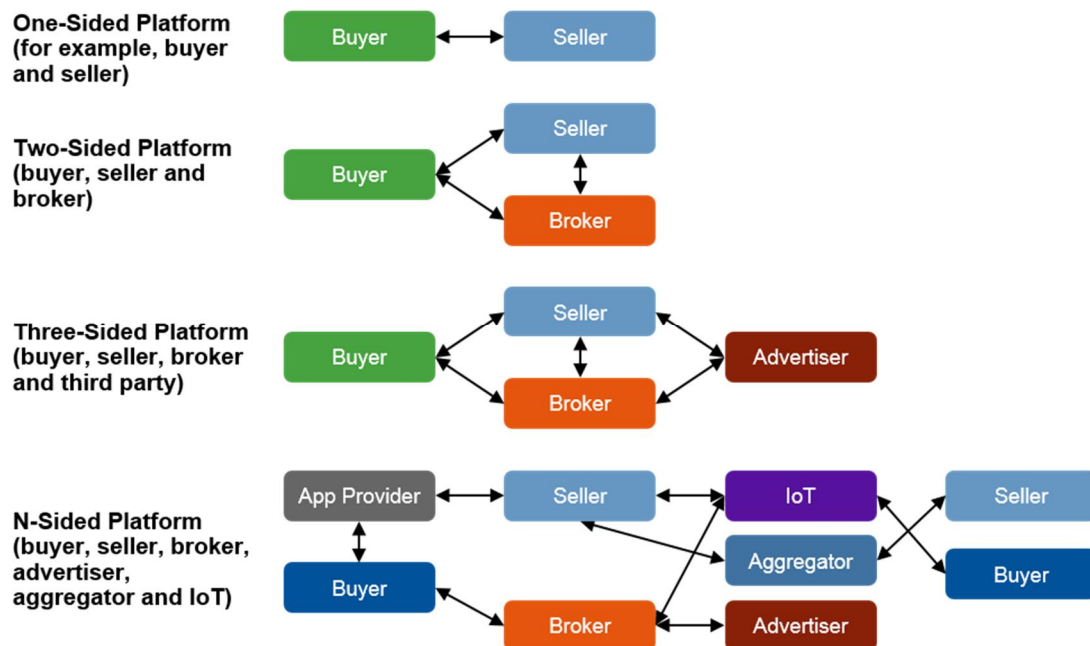 One-Sided Platform
(for example, buyer
and seller)
Buyer
Seller
Two-Sided Platform
(buyer, seller and
broker)
Buyer
Seller
Broker
Three-Sided Platform
(buyer, seller, broker
and third party)
Buyer
Seller
Broker
Advertiser
N-Sided Platform
(buyer, seller, broker,
advertiser,
aggregator and IoT)
App Provider
Seller
IoT
Seller
Aggregator
Buyer
Buyer
Broker
Advertiser